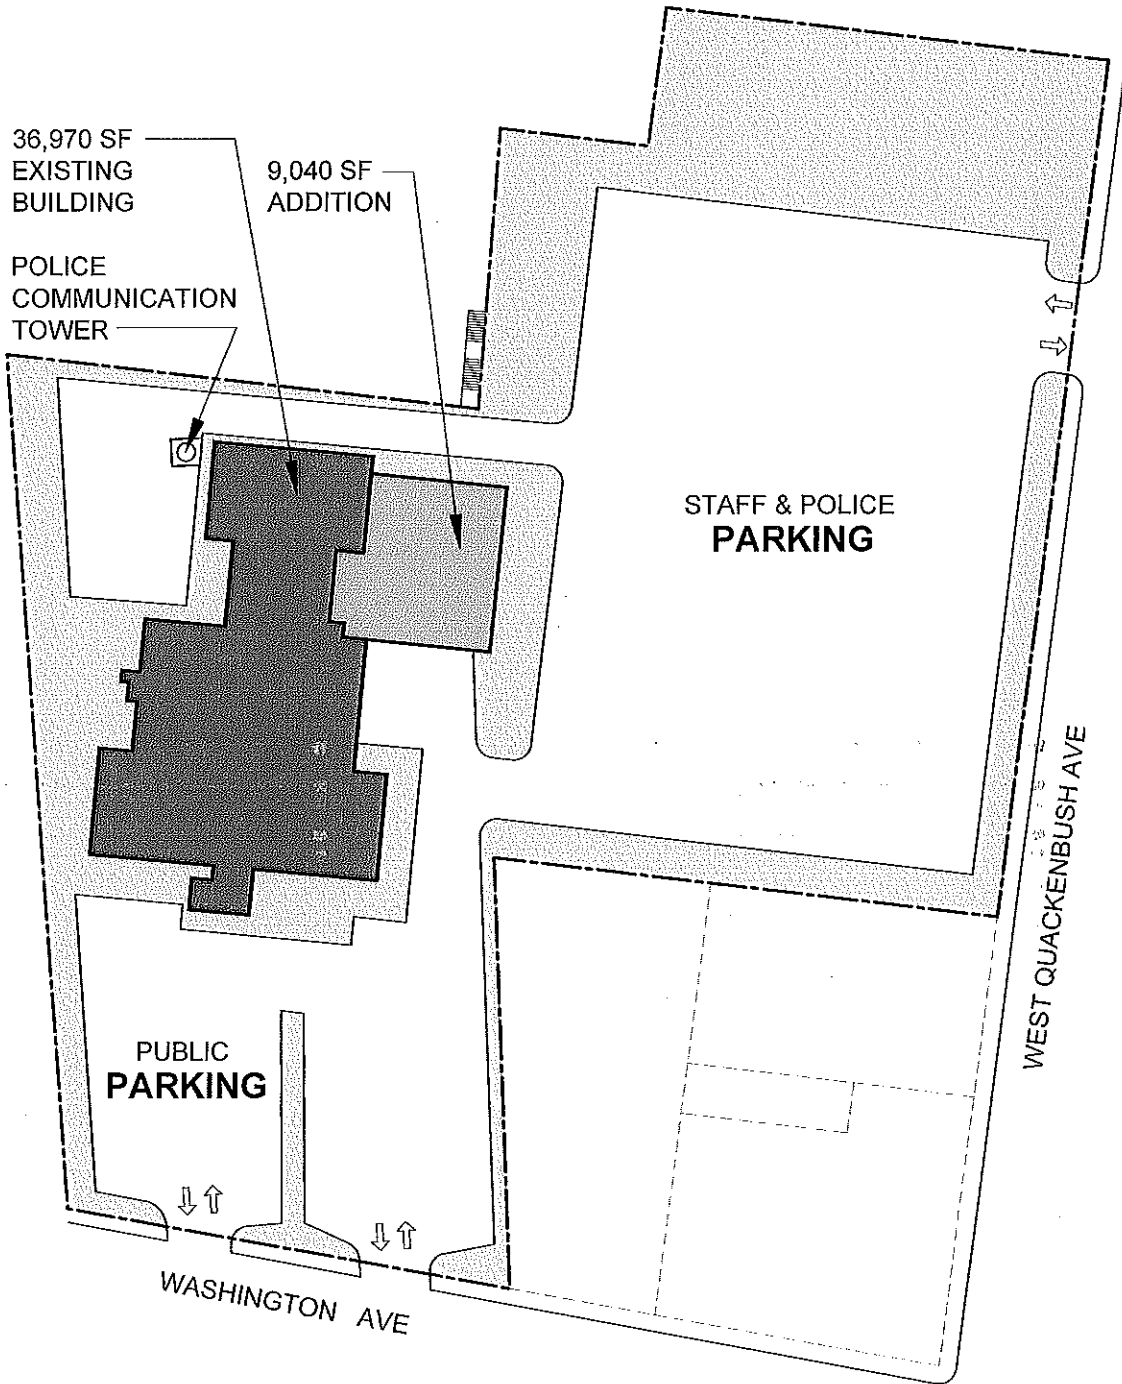 36,970 SF
EXISTING
BUILDING
9,040 SF
ADDITION
POLICE
COMMUNICATION
TOWER
STAFF & POLICE
PARKING
WEST QUACKENBUSH AVE
PUBLIC
PARKING
WASHINGTON AVE